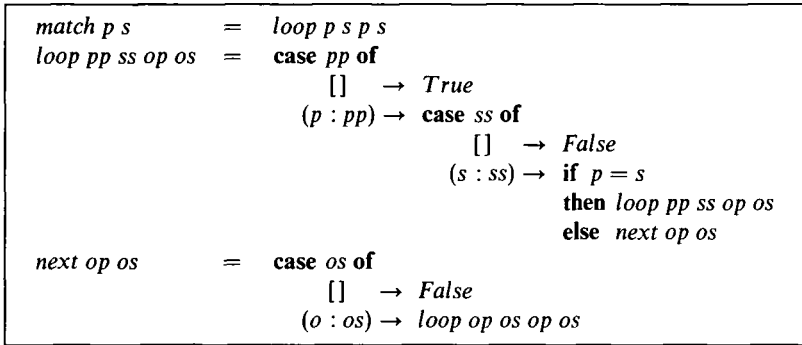 match p s = loop p s p s
loop pp ss op os = case pp of
[] → True
(p : pp) → case ss of
[] → False
(s : ss) → if p = s
then loop pp ss op os
else next op os
next op os = case os of
[] → False
(o : os) → loop op os op os